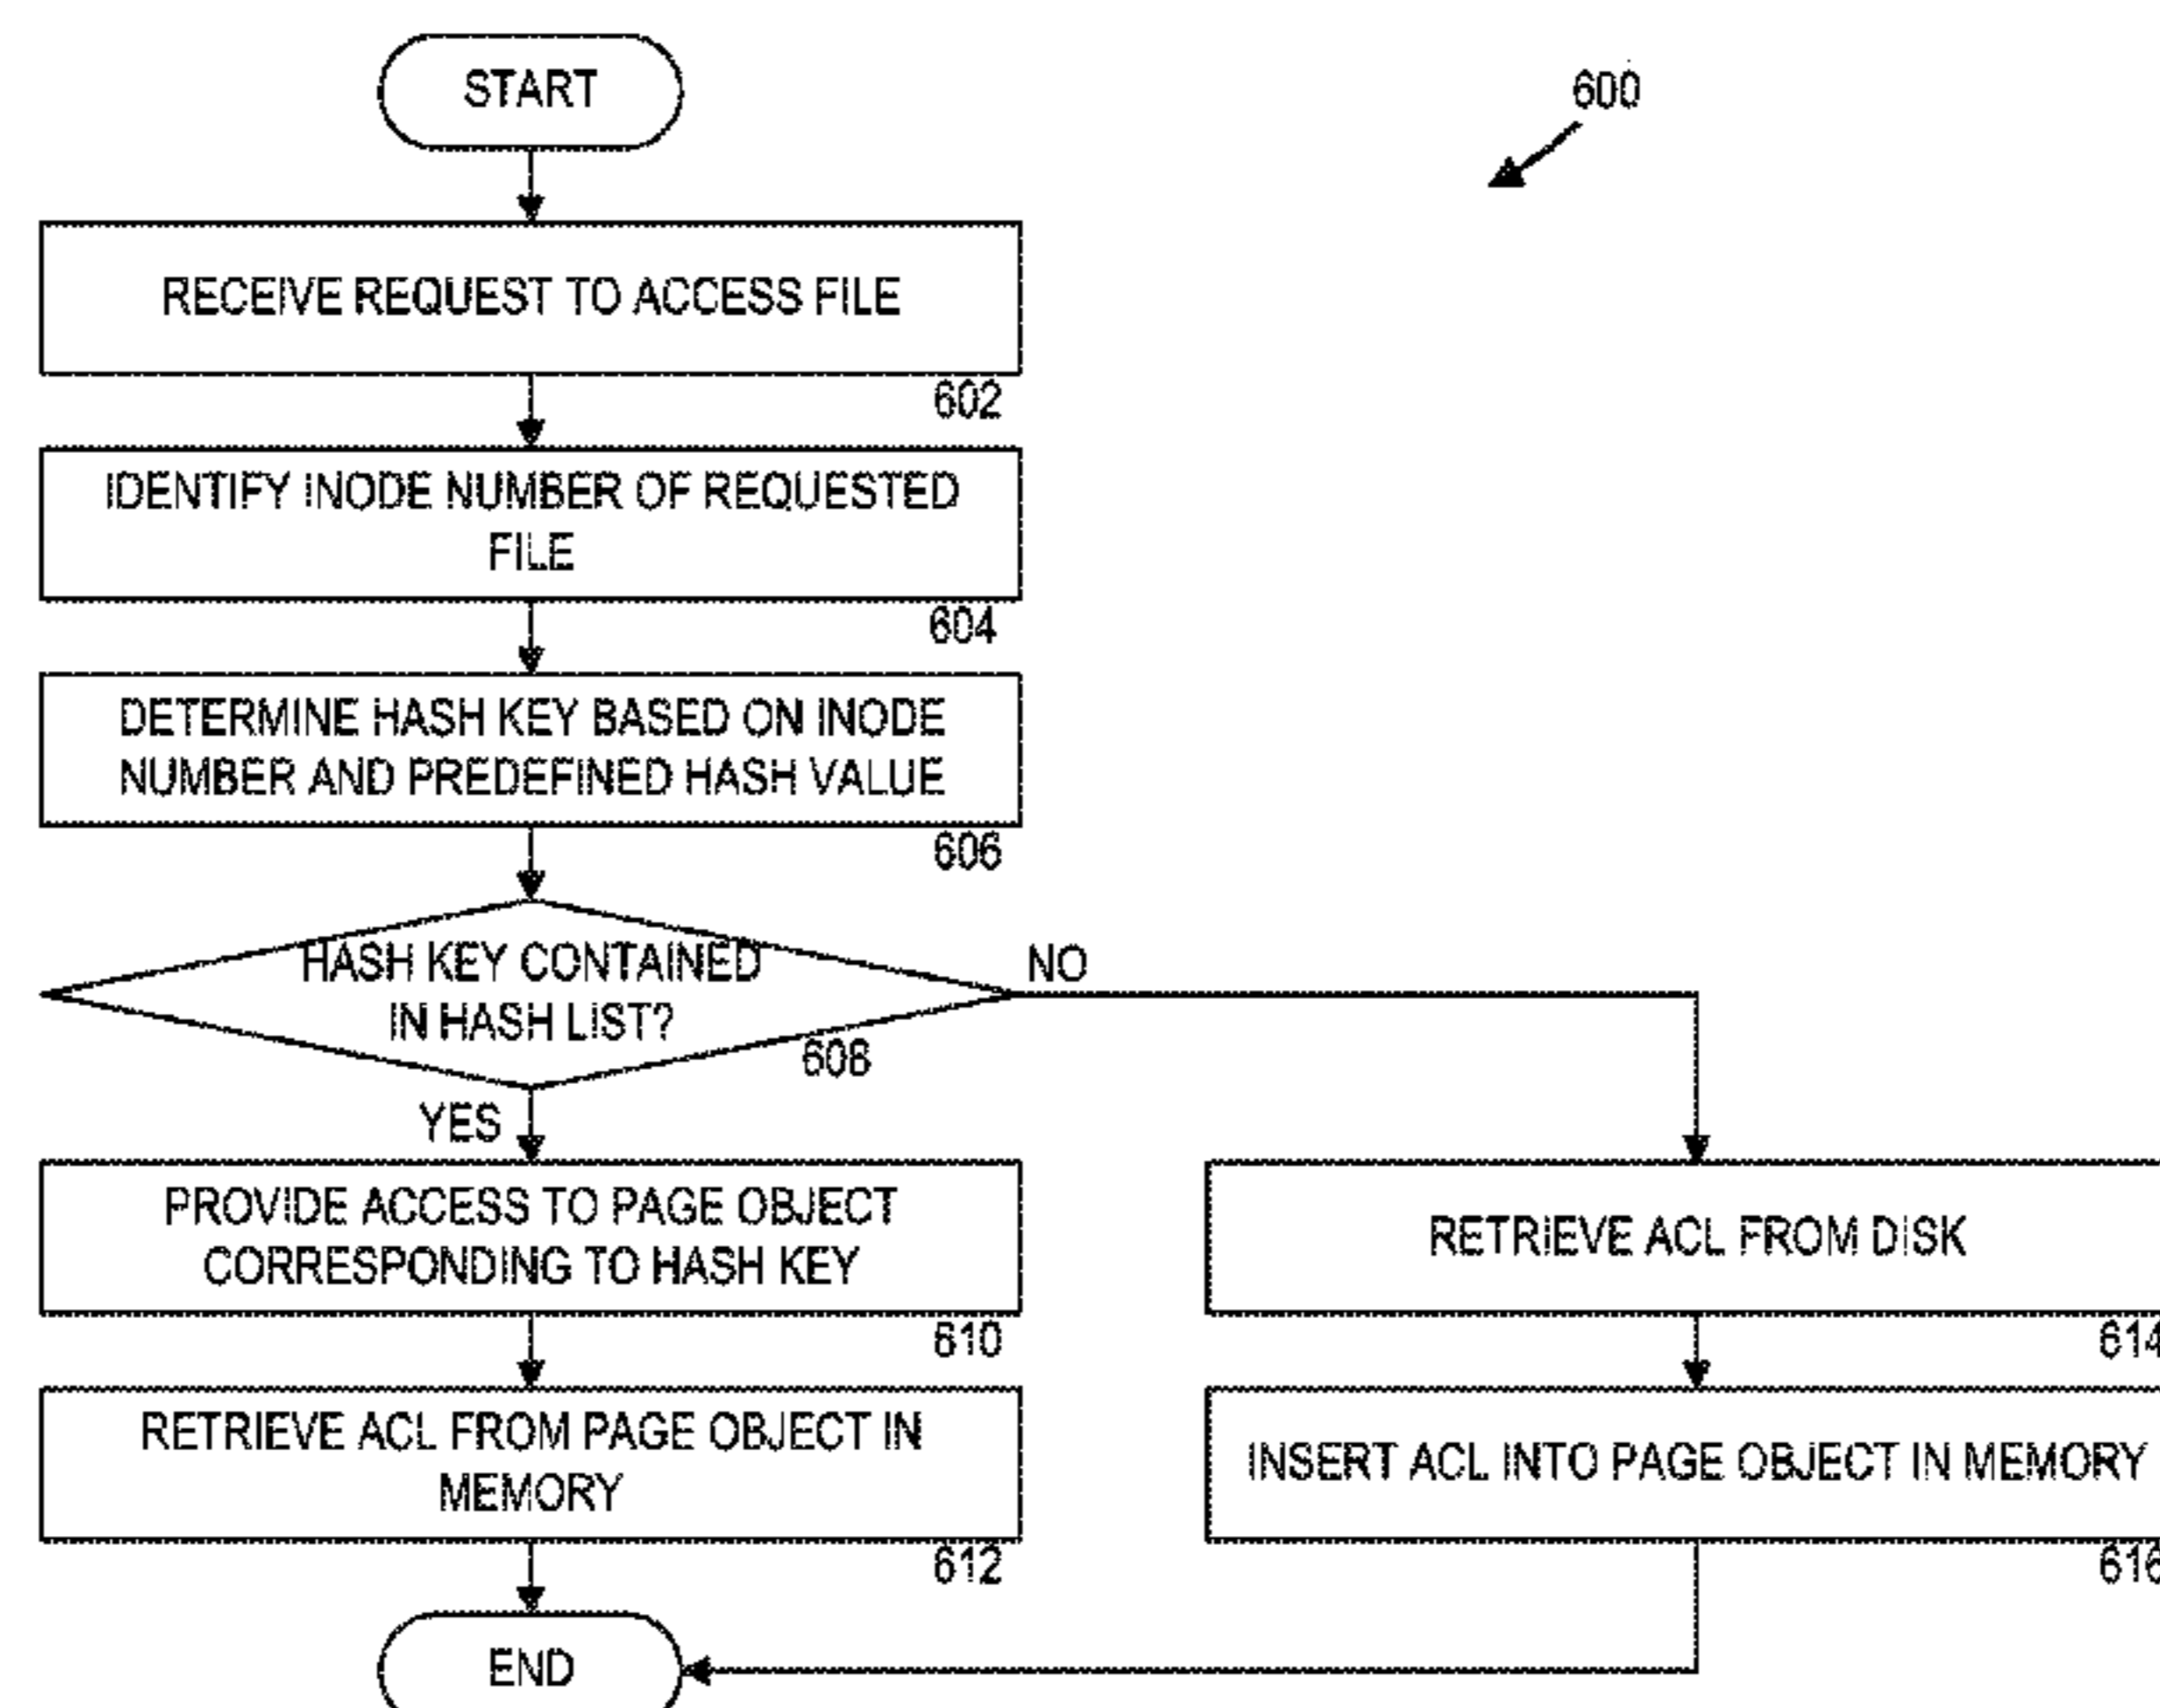 START
600
RECEIVE REQUEST TO ACCESS FILE
602
IDENTIFY INODE NUMBER OF REQUESTED
FILE
604
DETERMINE HASH KEY BASED ON INODE
NUMBER AND PREDEFINED HASH VALUE
606
HASH KEY CONTAINED
IN HASH LIST?
608
NO
YES
PROVIDE ACCESS TO PAGE OBJECT
CORRESPONDING TO HASH KEY
610
RETRIEVE ACL FROM DISK
614
RETRIEVE ACL FROM PAGE OBJECT IN
MEMORY
612
INSERT ACL INTO PAGE OBJECT IN MEMORY
616
END